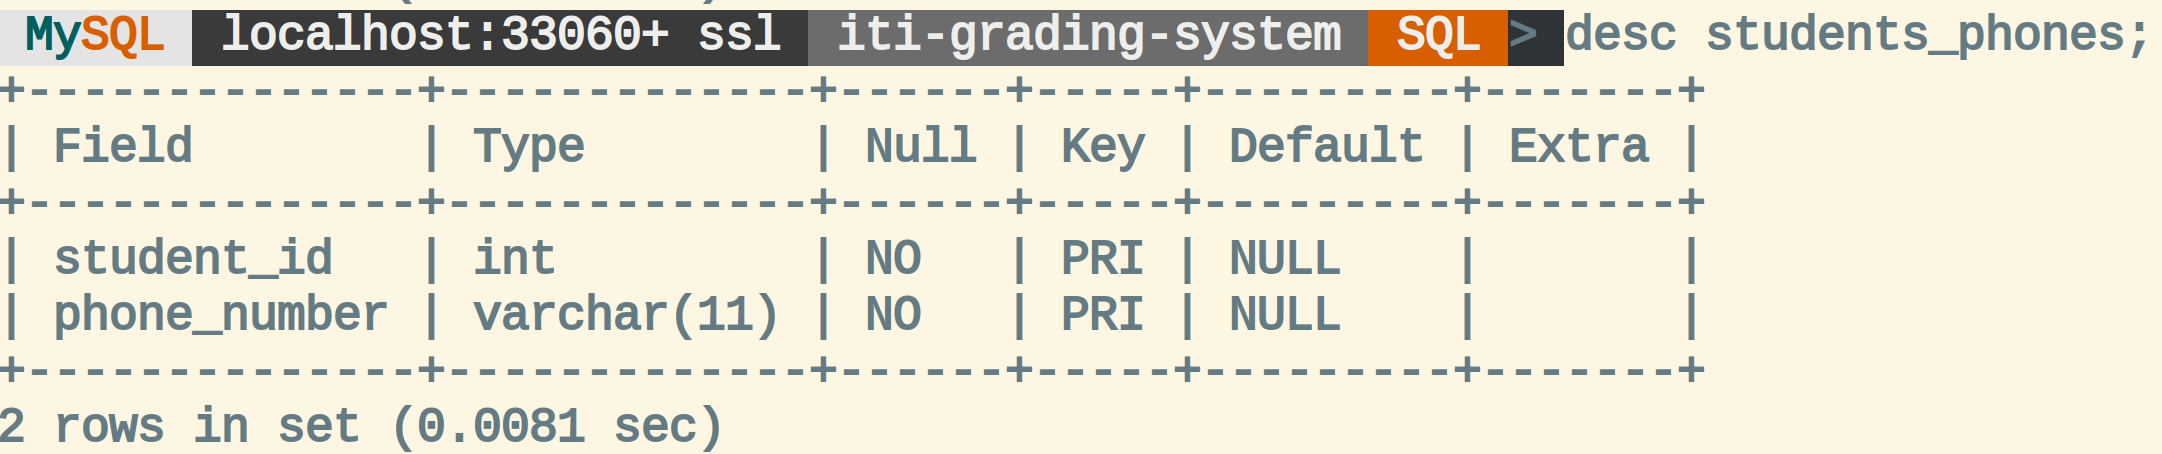 MySQL localhost:33060+ ssl iti-grading-system SQL > desc students_phones;
+--------------+-------------+------+-----+---------+-------+
| Field        | Type        | Null | Key | Default | Extra |
+--------------+-------------+------+-----+---------+-------+
| student_id   | int         | NO   | PRI | NULL    |       |
| phone_number | varchar(11) | NO   | PRI | NULL    |       |
+--------------+-------------+------+-----+---------+-------+
2 rows in set (0.0081 sec)